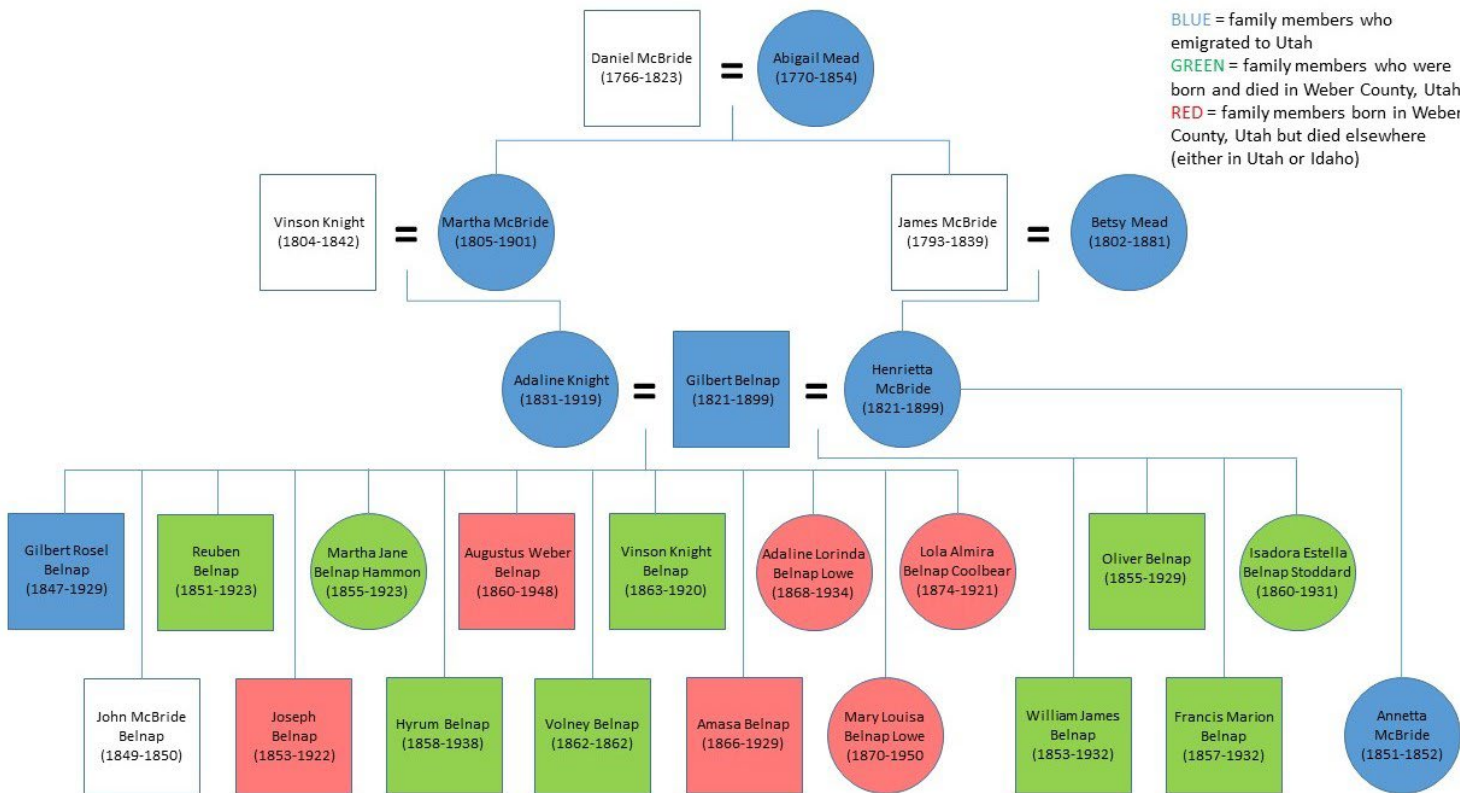 BLUE = family members who
emigrated to Utah
GREEN = family members who were
born and died in Weber County, Utah
RED = family members born in Weber
County, Utah but died elsewhere
(either in Utah or Idaho)
Daniel McBride
(1766-1823)
=
Abigail Mead
(1770-1854)
Vinson Knight
(1804-1842)
=
Martha McBride
(1805-1901)
James McBride
(1793-1839)
=
Betsy Mead
(1802-1881)
Adaline Knight
(1831-1919)
=
Gilbert Belnap
(1821-1899)
=
Henrietta
McBride
(1821-1899)
Gilbert Rosel
Belnap
(1847-1929)
Reuben
Belnap
(1851-1923)
Martha Jane
Belnap Hammon
(1855-1923)
Augustus Weber
Belnap
(1860-1948)
Vinson Knight
Belnap
(1863-1920)
Adaline Lorinda
Belnap Lowe
(1868-1934)
Lola Almira
Belnap Coolbear
(1874-1921)
Oliver Belnap
(1855-1929)
Isadora Estella
Belnap Stoddard
(1860-1931)
John McBride
Belnap
(1849-1850)
Joseph
Belnap
(1853-1922)
Hyrum Belnap
(1858-1938)
Volney Belnap
(1862-1862)
Amasa Belnap
(1866-1929)
Mary Louisa
Belnap Lowe
(1870-1950
William James
Belnap
(1853-1932)
Francis Marion
Belnap
(1857-1932)
Annetta
McBride
(1851-1852)